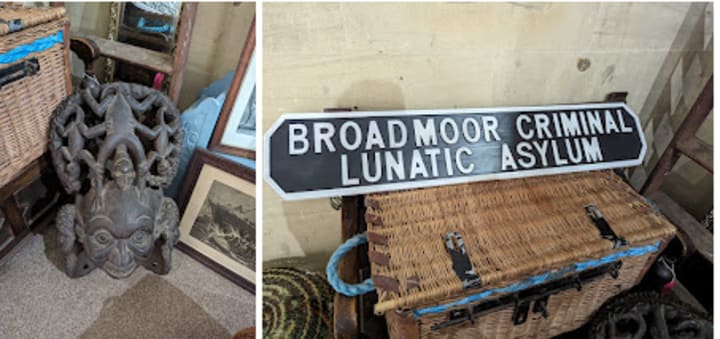 BROADMOOR CRIMINAL
LUNATIC ASYLUM